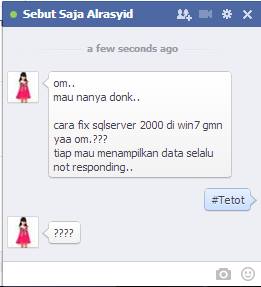 Sebut Saja Alrasyid
a few seconds ago
om..
mau nanya donk..
cara fix sqlserver 2000 di win7 gmn
yaa om.???
tiap mau menampilkan data selalu
not responding..
#Tetot
????